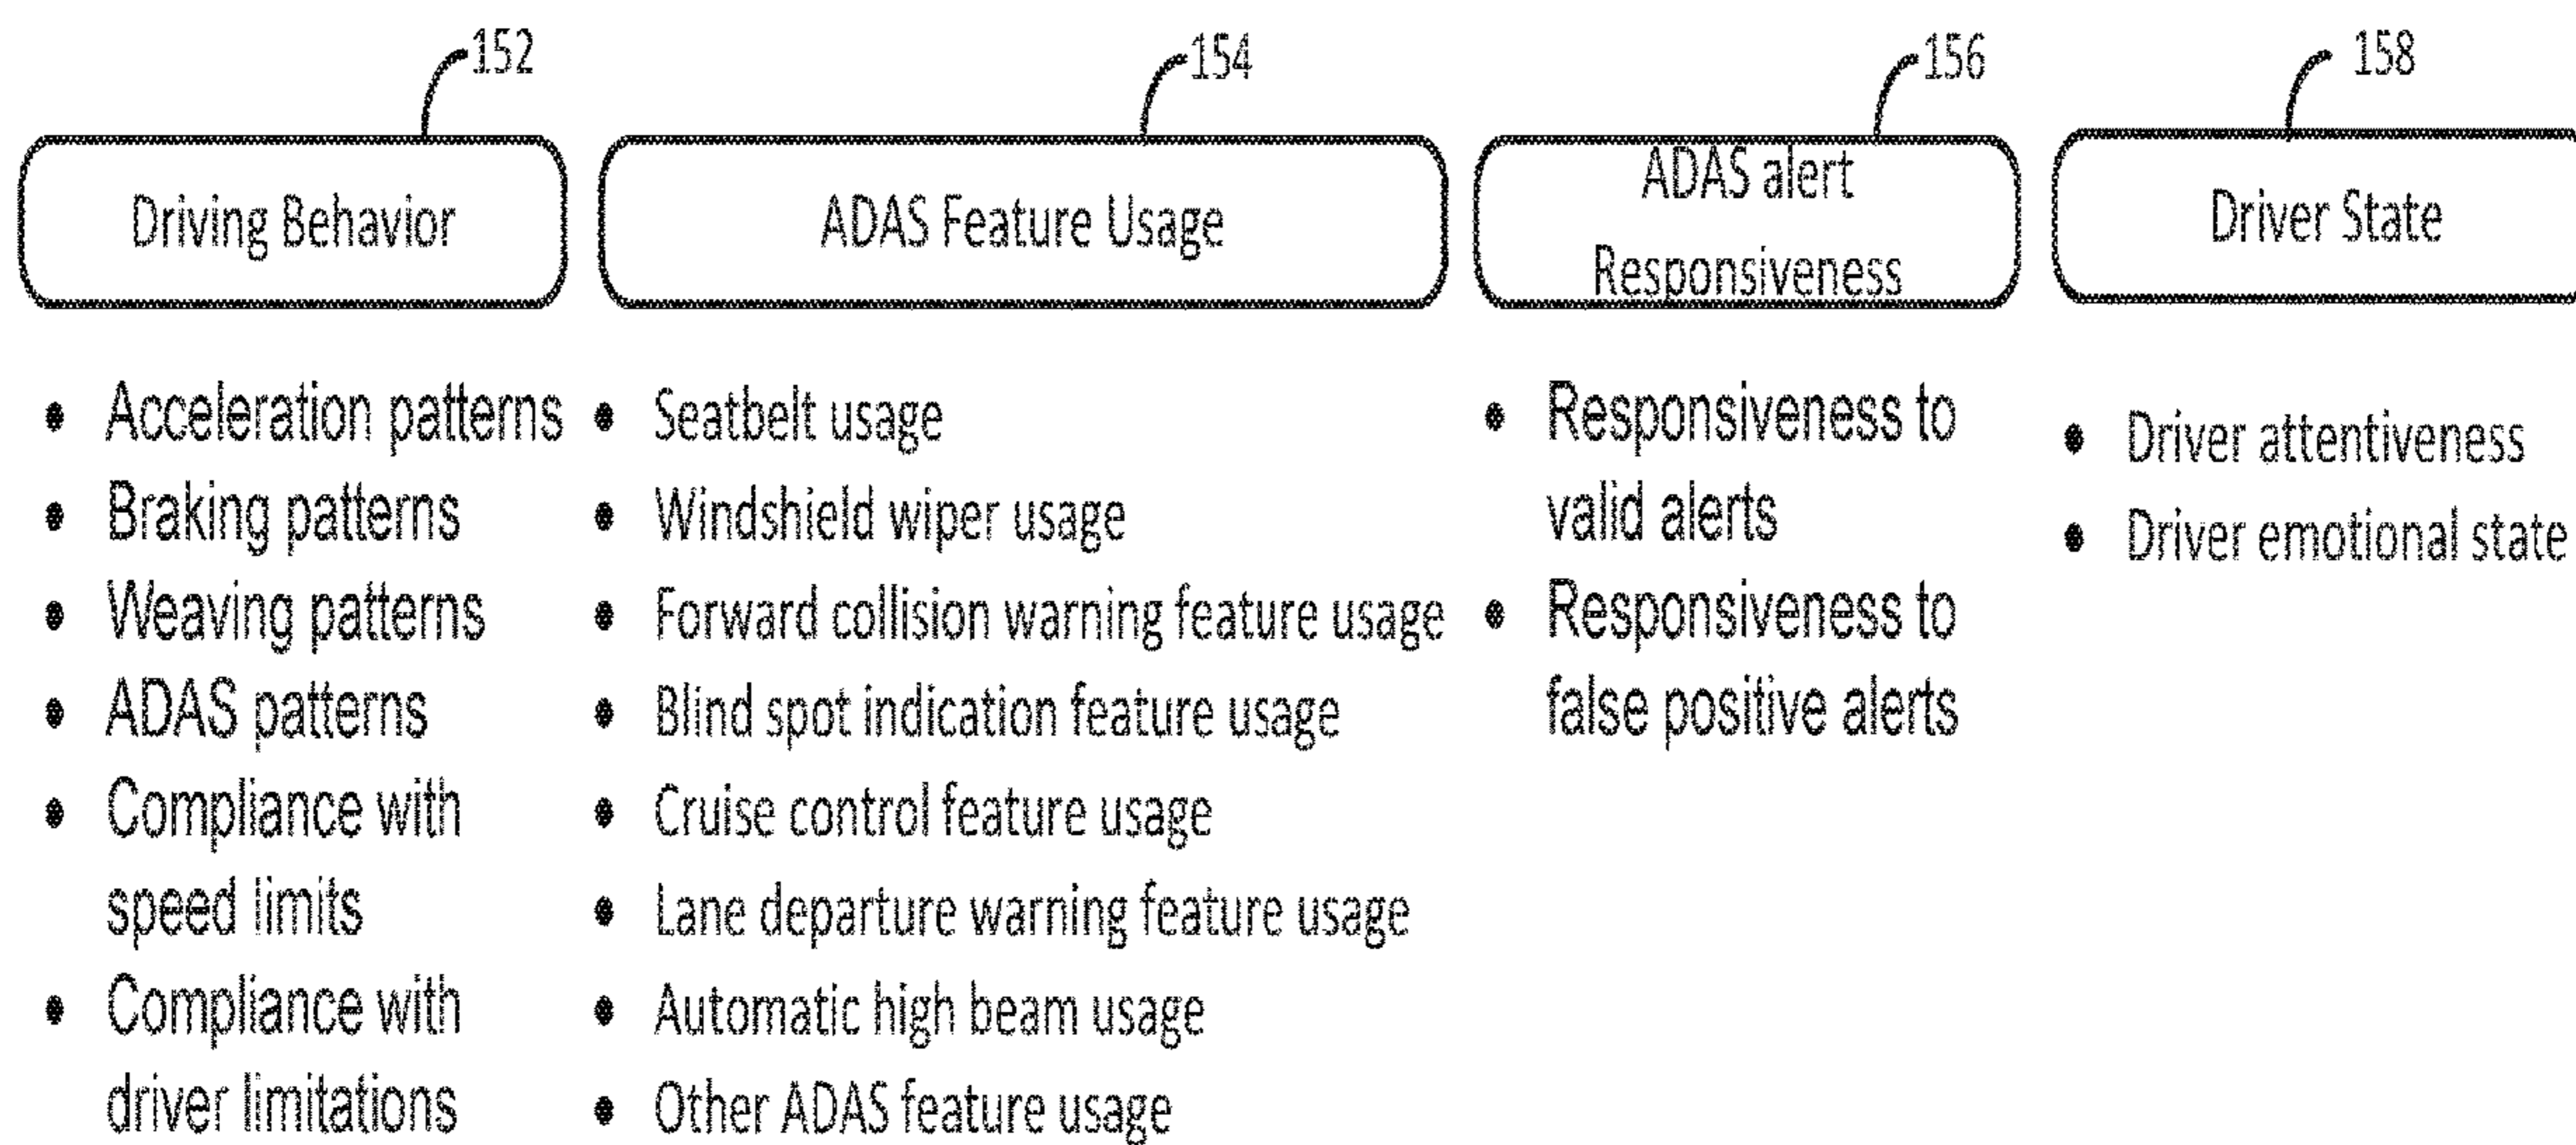 152
154
156
158
Driving Behavior
ADAS Feature Usage
ADAS alert
Responsiveness
Driver State
• Acceleration patterns
• Braking patterns
• Weaving patterns
• ADAS patterns
• Compliance with
speed limits
• Compliance with
driver limitations
• Seatbelt usage
• Windshield wiper usage
• Forward collision warning feature usage
• Blind spot indication feature usage
• Cruise control feature usage
• Lane departure warning feature usage
• Automatic high beam usage
• Other ADAS feature usage
• Responsiveness to
valid alerts
• Responsiveness to
false positive alerts
• Driver attentiveness
• Driver emotional state